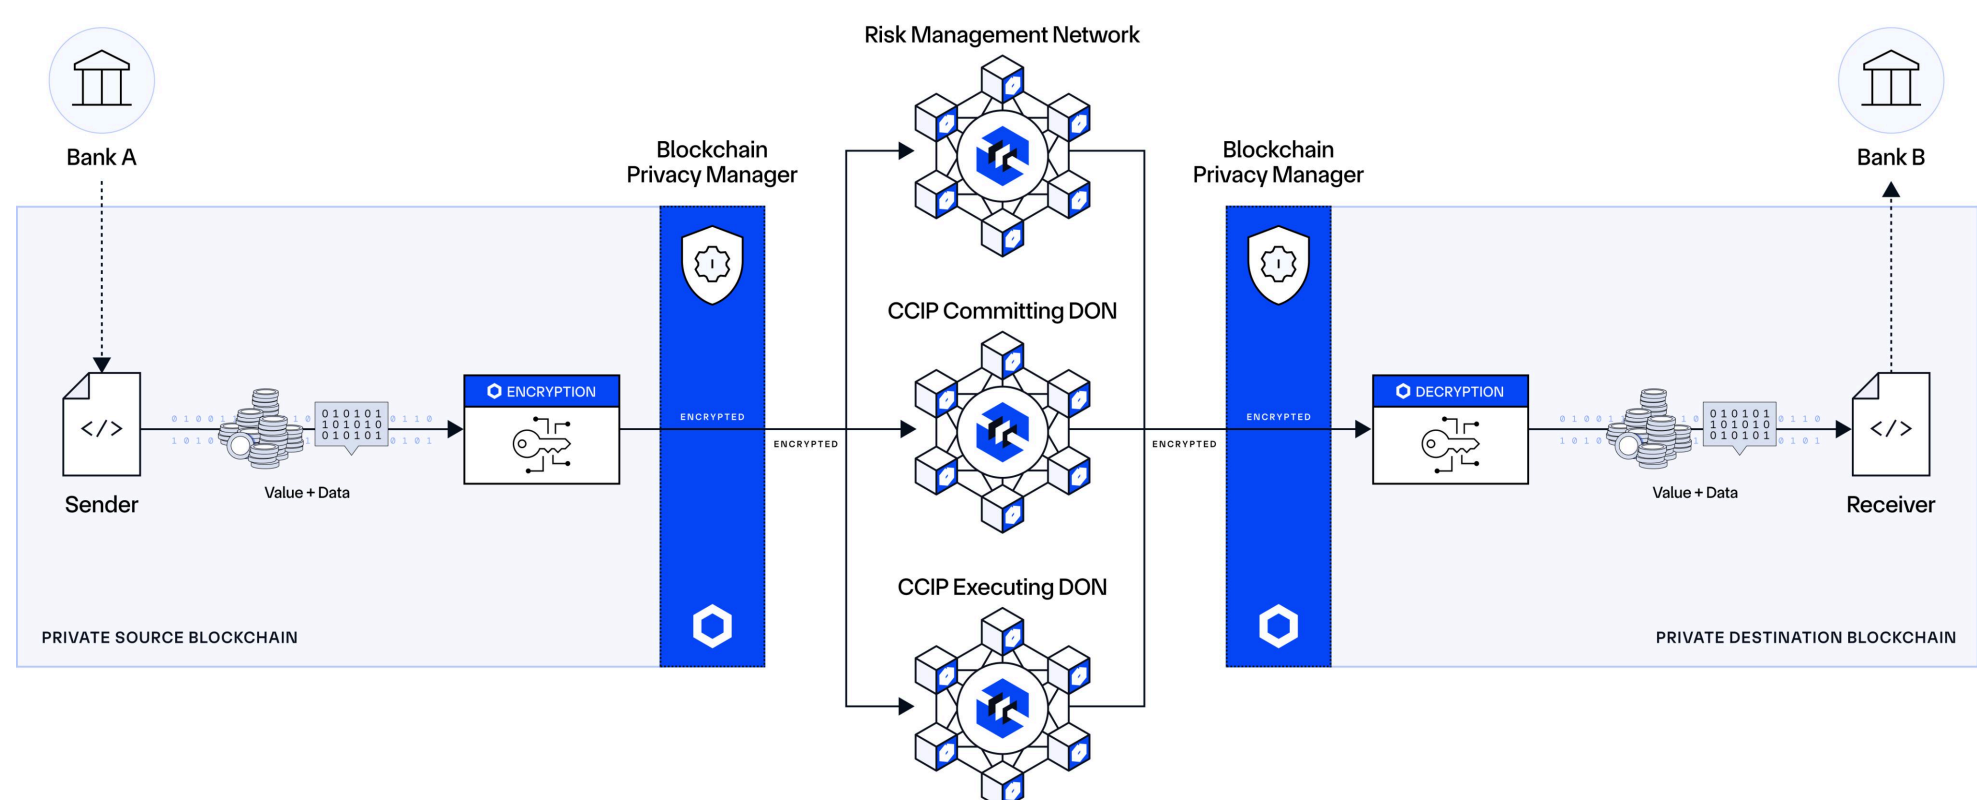 Risk Management Network
Bank A
Bank B
Blockchain
Privacy Manager
Blockchain
Privacy Manager
CCIP Committing DON
ENCRYPTION
DECRYPTION
010101
101010
010101
010101
101010
010101
</>
</>
ENCRYPTED
ENCRYPTED
ENCRYPTED
ENCRYPTED
Value + Data
Value + Data
Sender
Receiver
CCIP Executing DON
PRIVATE SOURCE BLOCKCHAIN
PRIVATE DESTINATION BLOCKCHAIN